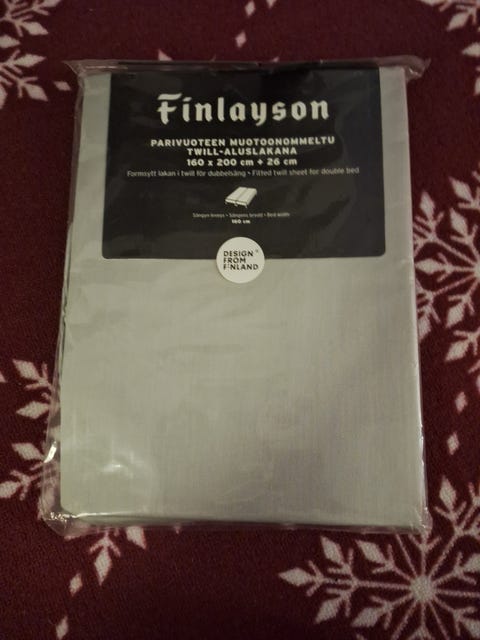 Finlayson
PARIVUOTEEN MUOTOONOMMELTU
TWILL-ALUSLAKANA
160 x 200 cm + 26 cm
Formsytt lakan i twill för dubbelsäng • Fitted twill sheet for double bed
Sängyn leveys • Sängens bredd • Bed width
160 cm
DESIGN
FROM
FINLAND